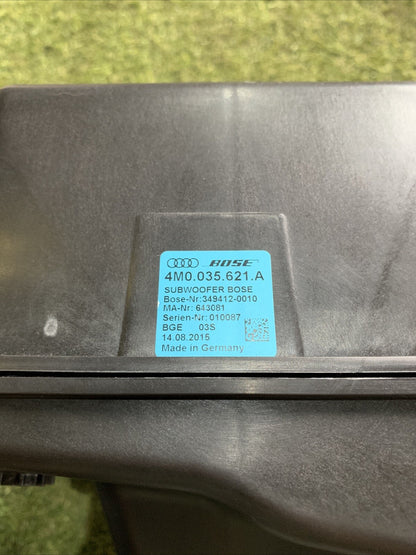 BOSE
4M0.035.621.A
SUBWOOFER BOSE
Bose-Nr:349412-0010
MA-Nr: 643081
Serien-Nr: 010087
BGE 03S
14.08.2015
Made in Germany